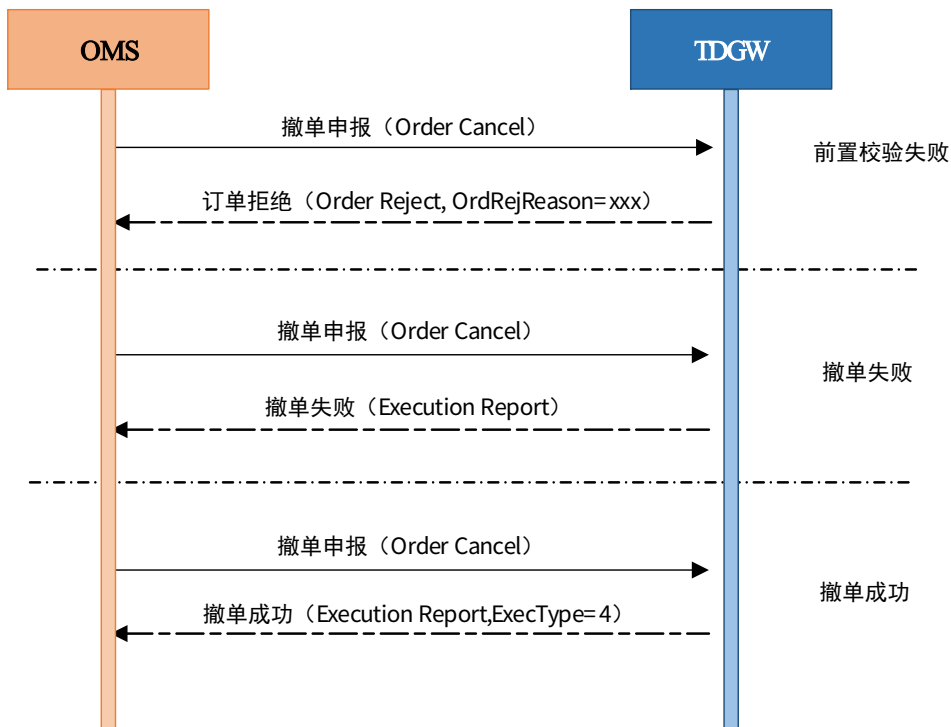 OMS
TDGW
撤单申报（Order Cancel）
前置校验失败
订单拒绝（Order Reject, OrdRejReason=xxx）
撤单申报（Order Cancel）
撤单失败
撤单失败（Execution Report）
撤单申报（Order Cancel）
撤单成功
撤单成功（Execution Report,ExecType=4）